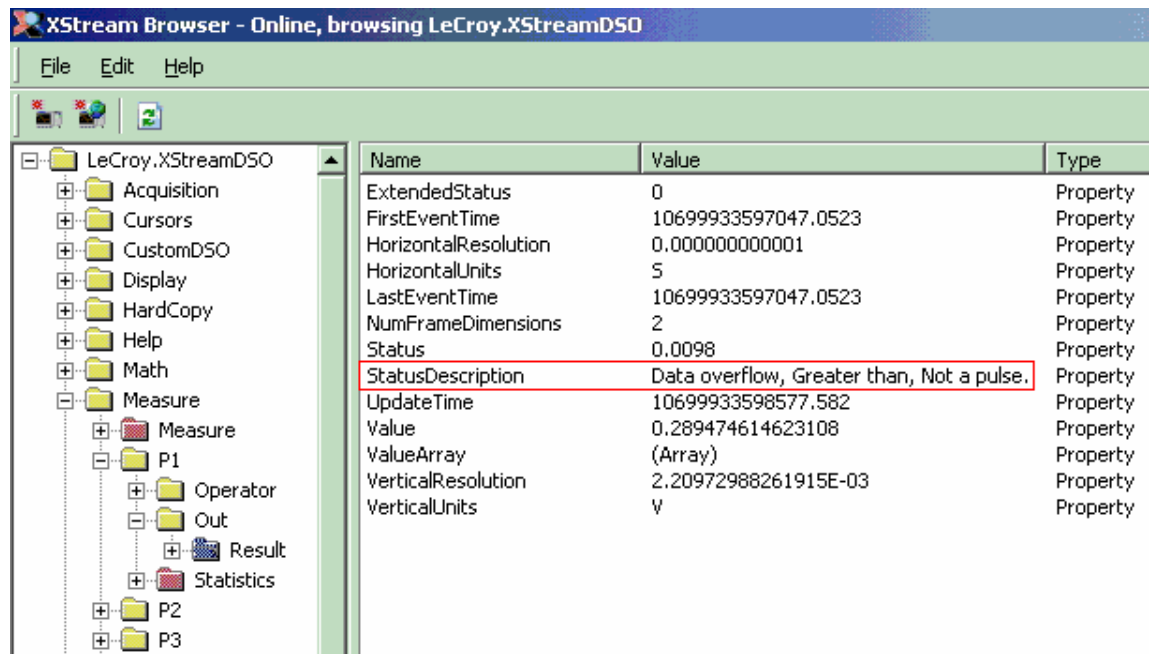 XStream Browser - Online, browsing LeCroy.XStreamDSO
File Edit Help
LeCroy.XStreamDSO
Acquisition
Cursors
CustomDSO
Display
HardCopy
Help
Math
Measure
Measure
P1
Operator
Out
Result
Statistics
P2
P3
Name Value Type
ExtendedStatus 0 Property
FirstEventTime 10699933597047.0523 Property
HorizontalResolution 0.000000000001 Property
HorizontalUnits S Property
LastEventTime 10699933597047.0523 Property
NumFrameDimensions 2 Property
Status 0.0098 Property
StatusDescription Data overflow, Greater than, Not a pulse. Property
UpdateTime 10699933598577.582 Property
Value 0.289474614623108 Property
ValueArray (Array) Property
VerticalResolution 2.20972988261915E-03 Property
VerticalUnits V Property